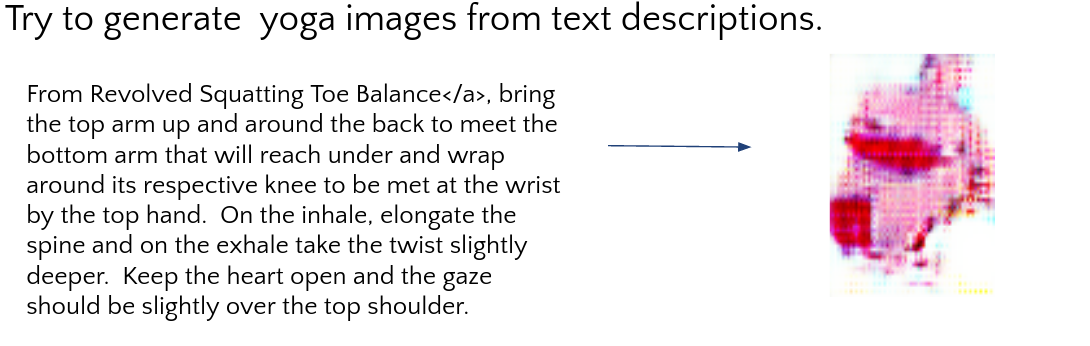 Try to generate  yoga images from text descriptions.
From Revolved Squatting Toe Balance</a>, bring
the top arm up and around the back to meet the
bottom arm that will reach under and wrap
around its respective knee to be met at the wrist
by the top hand.  On the inhale, elongate the
spine and on the exhale take the twist slightly
deeper.  Keep the heart open and the gaze
should be slightly over the top shoulder.